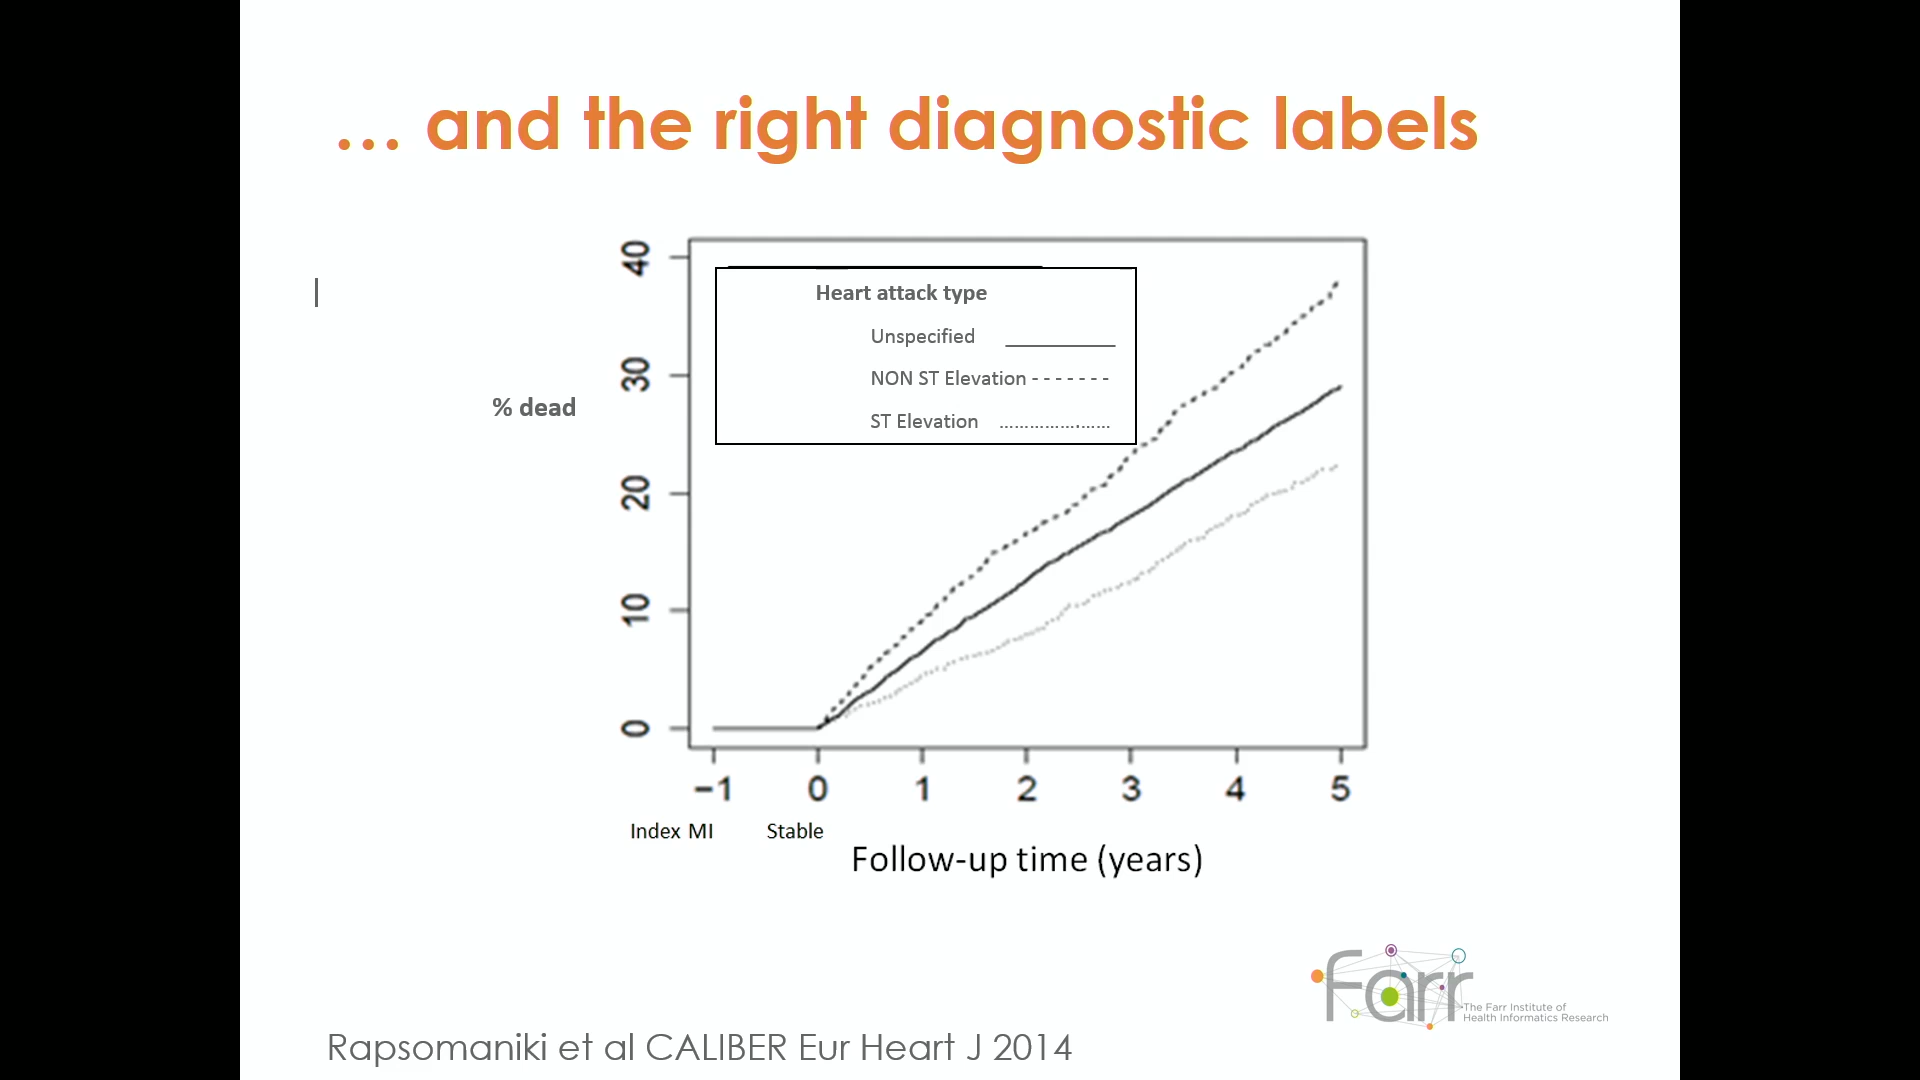 … and the right diagnostic labels
40
30
20
10
0
% dead
Heart attack type
Unspecified
NON ST Elevation
ST Elevation
−1 0 1 2 3 4 5
Index MI Stable
Follow-up time (years)
farr
The Farr Institute of
Health Informatics Research
Rapsomaniki et al CALIBER Eur Heart J 2014